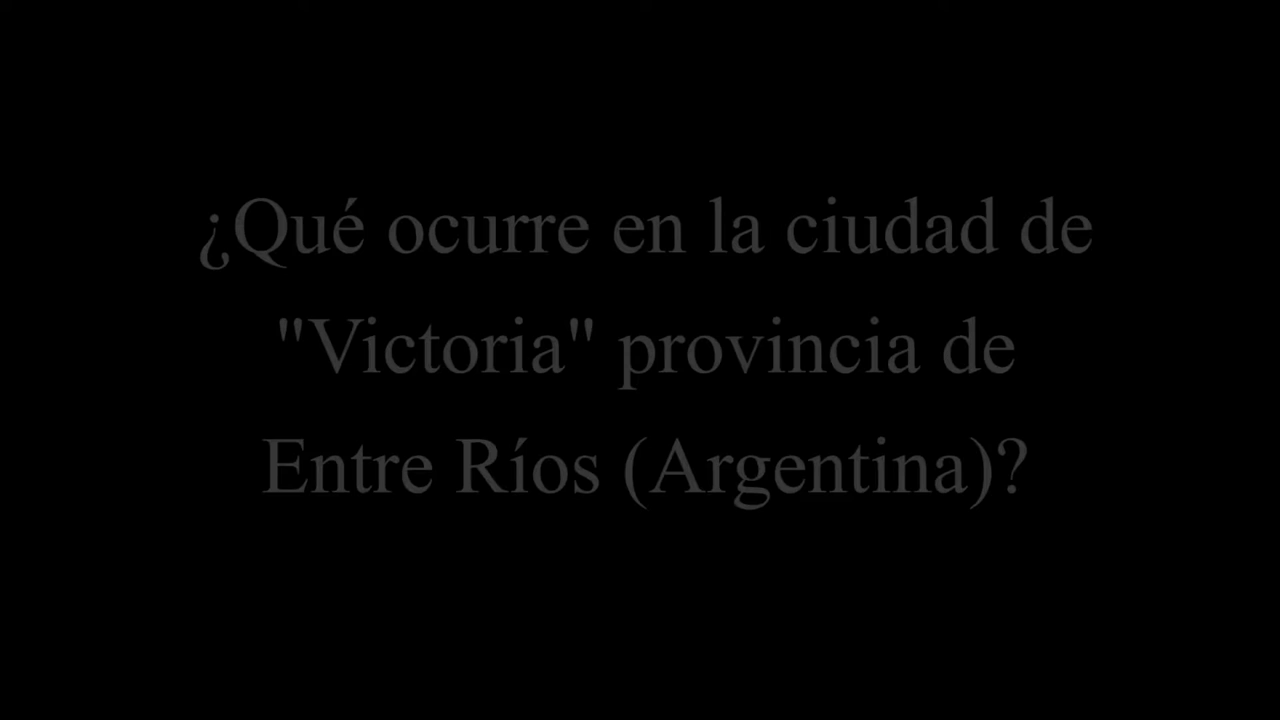 ¿Qué ocurre en la ciudad de
"Victoria" provincia de
Entre Ríos (Argentina)?